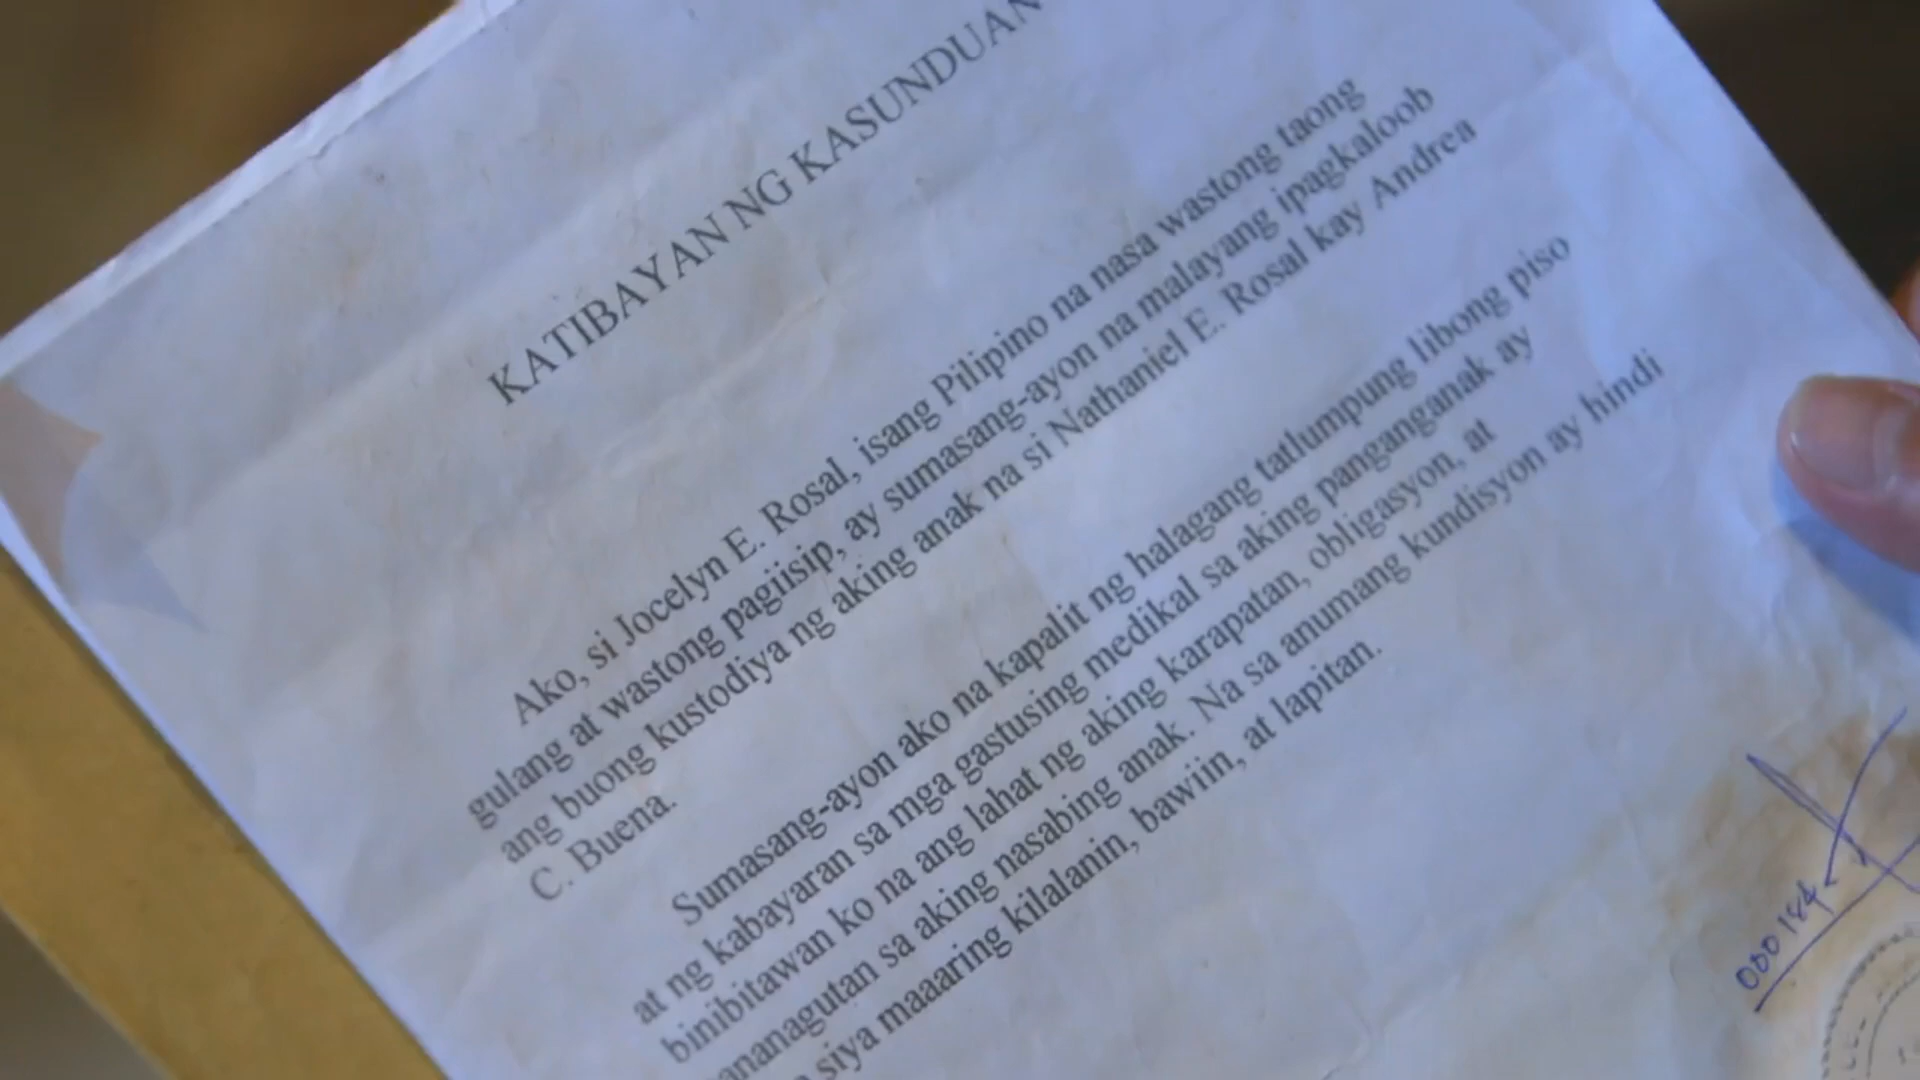 KATIBAYAN NG KASUNDUAN
Ako, si Jocelyn E. Rosal, isang Pilipino na nasa wastong taong
gulang at wastong pagiisip, ay sumasang-ayon na malayang ipagkaloob
ang buong kustodiya ng aking anak na si Nathaniel E. Rosal kay Andrea
C. Buena.
Sumasang-ayon ako na kapalit ng halagang tatlumpung libong piso
at ng kabayaran sa mga gastusing medikal sa aking panganganak ay
binibitawan ko na ang lahat ng aking karapatan, obligasyon, at
ananagutan sa aking nasabing anak. Na sa anumang kundisyon ay hindi
siya maaaring kilalanin, bawiin, at lapitan.
000184